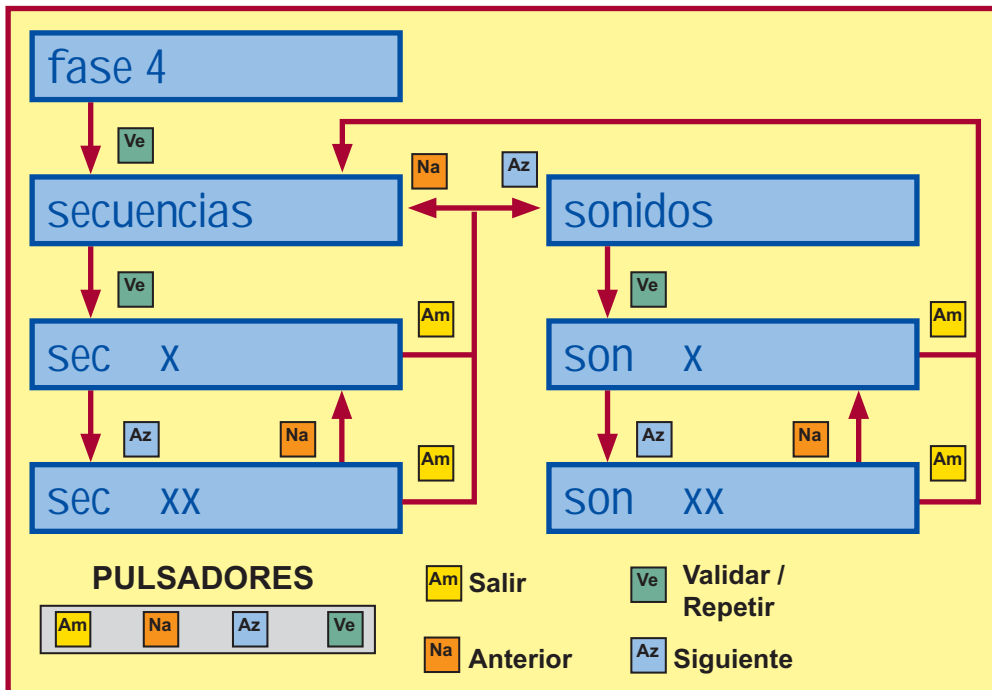 fase 4
Ve
Na
Az
secuencias
sonidos
Ve
Ve
Am
Am
sec x
son x
Az
Na
Am
Az
Na
Am
sec xx
son xx
PULSADORES
Am
Na
Az
Ve
Am Salir
Ve Validar /
Repetir
Na Anterior
Az Siguiente